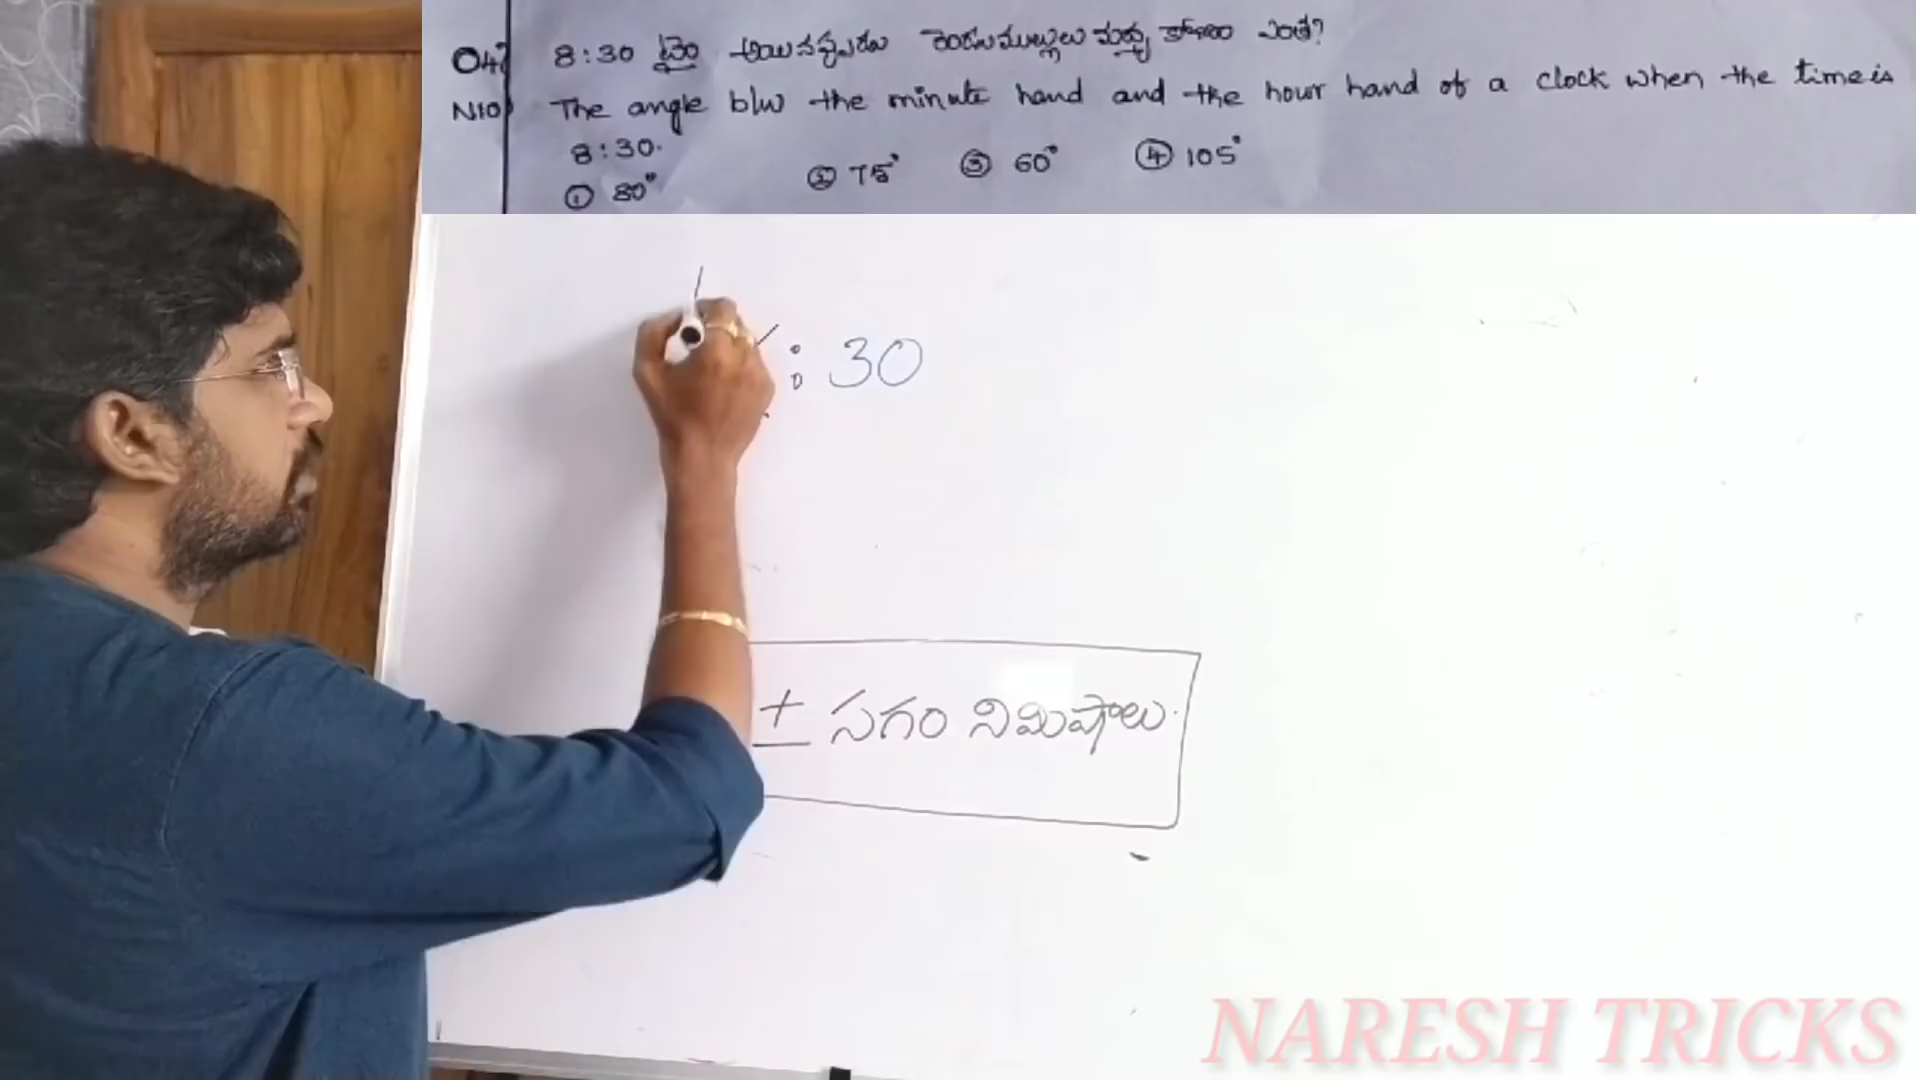 04) 8:30 టైం అయినప్పుడు రెండుముల్లుల మధ్య కోణం ఎంత?
N10) The angle b/w the minute hand and the hour hand of a clock when the time is
8:30.
① 80° ② 75° ③ 60° ④ 105°
: 30
± సగం నిమిషాలు.
NARESH TRICKS